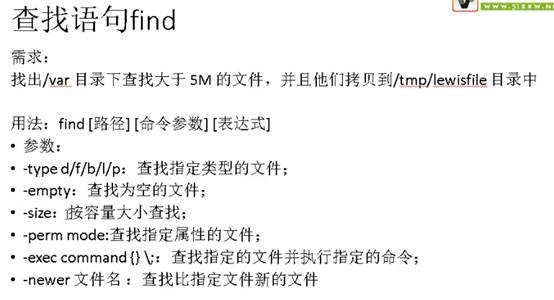 查找语句find
需求：
找出/var 目录下查找大于 5M 的文件，并且他们拷贝到/tmp/lewisfile 目录中
用法：find [路径] [命令参数] [表达式]
• 参数：
• -type d/f/b/l/p：查找指定类型的文件；
• -empty：查找为空的文件；
• -size：按容量大小查找；
• -perm mode:查找指定属性的文件；
• -exec command {} \;：查找指定的文件并执行指定的命令；
• -newer 文件名 ：查找比指定文件新的文件